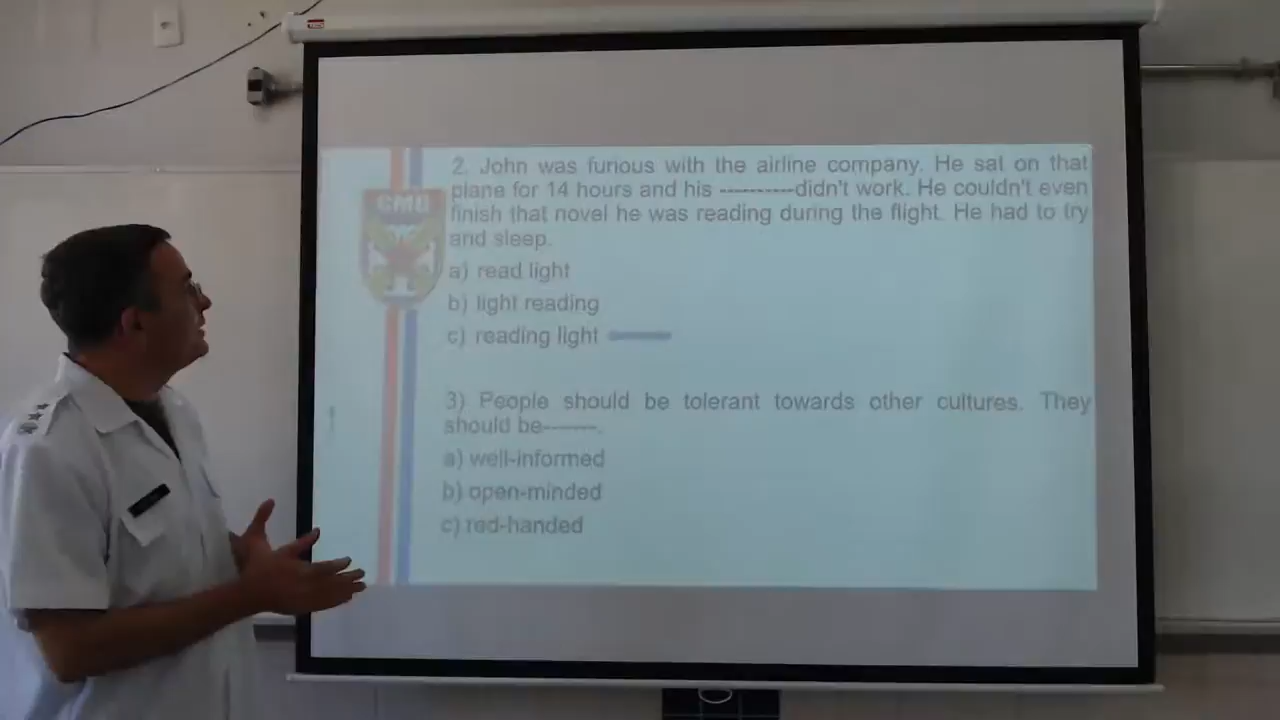 2. John was furious with the airline company. He sat on that
plane for 14 hours and his ----------didn't work. He couldn't even
finish that novel he was reading during the flight. He had to try
and sleep.
a) read light
b) light reading
c) reading light
3) People should be tolerant towards other cultures. They
should be-------.
a) well-informed
b) open-minded
c) red-handed